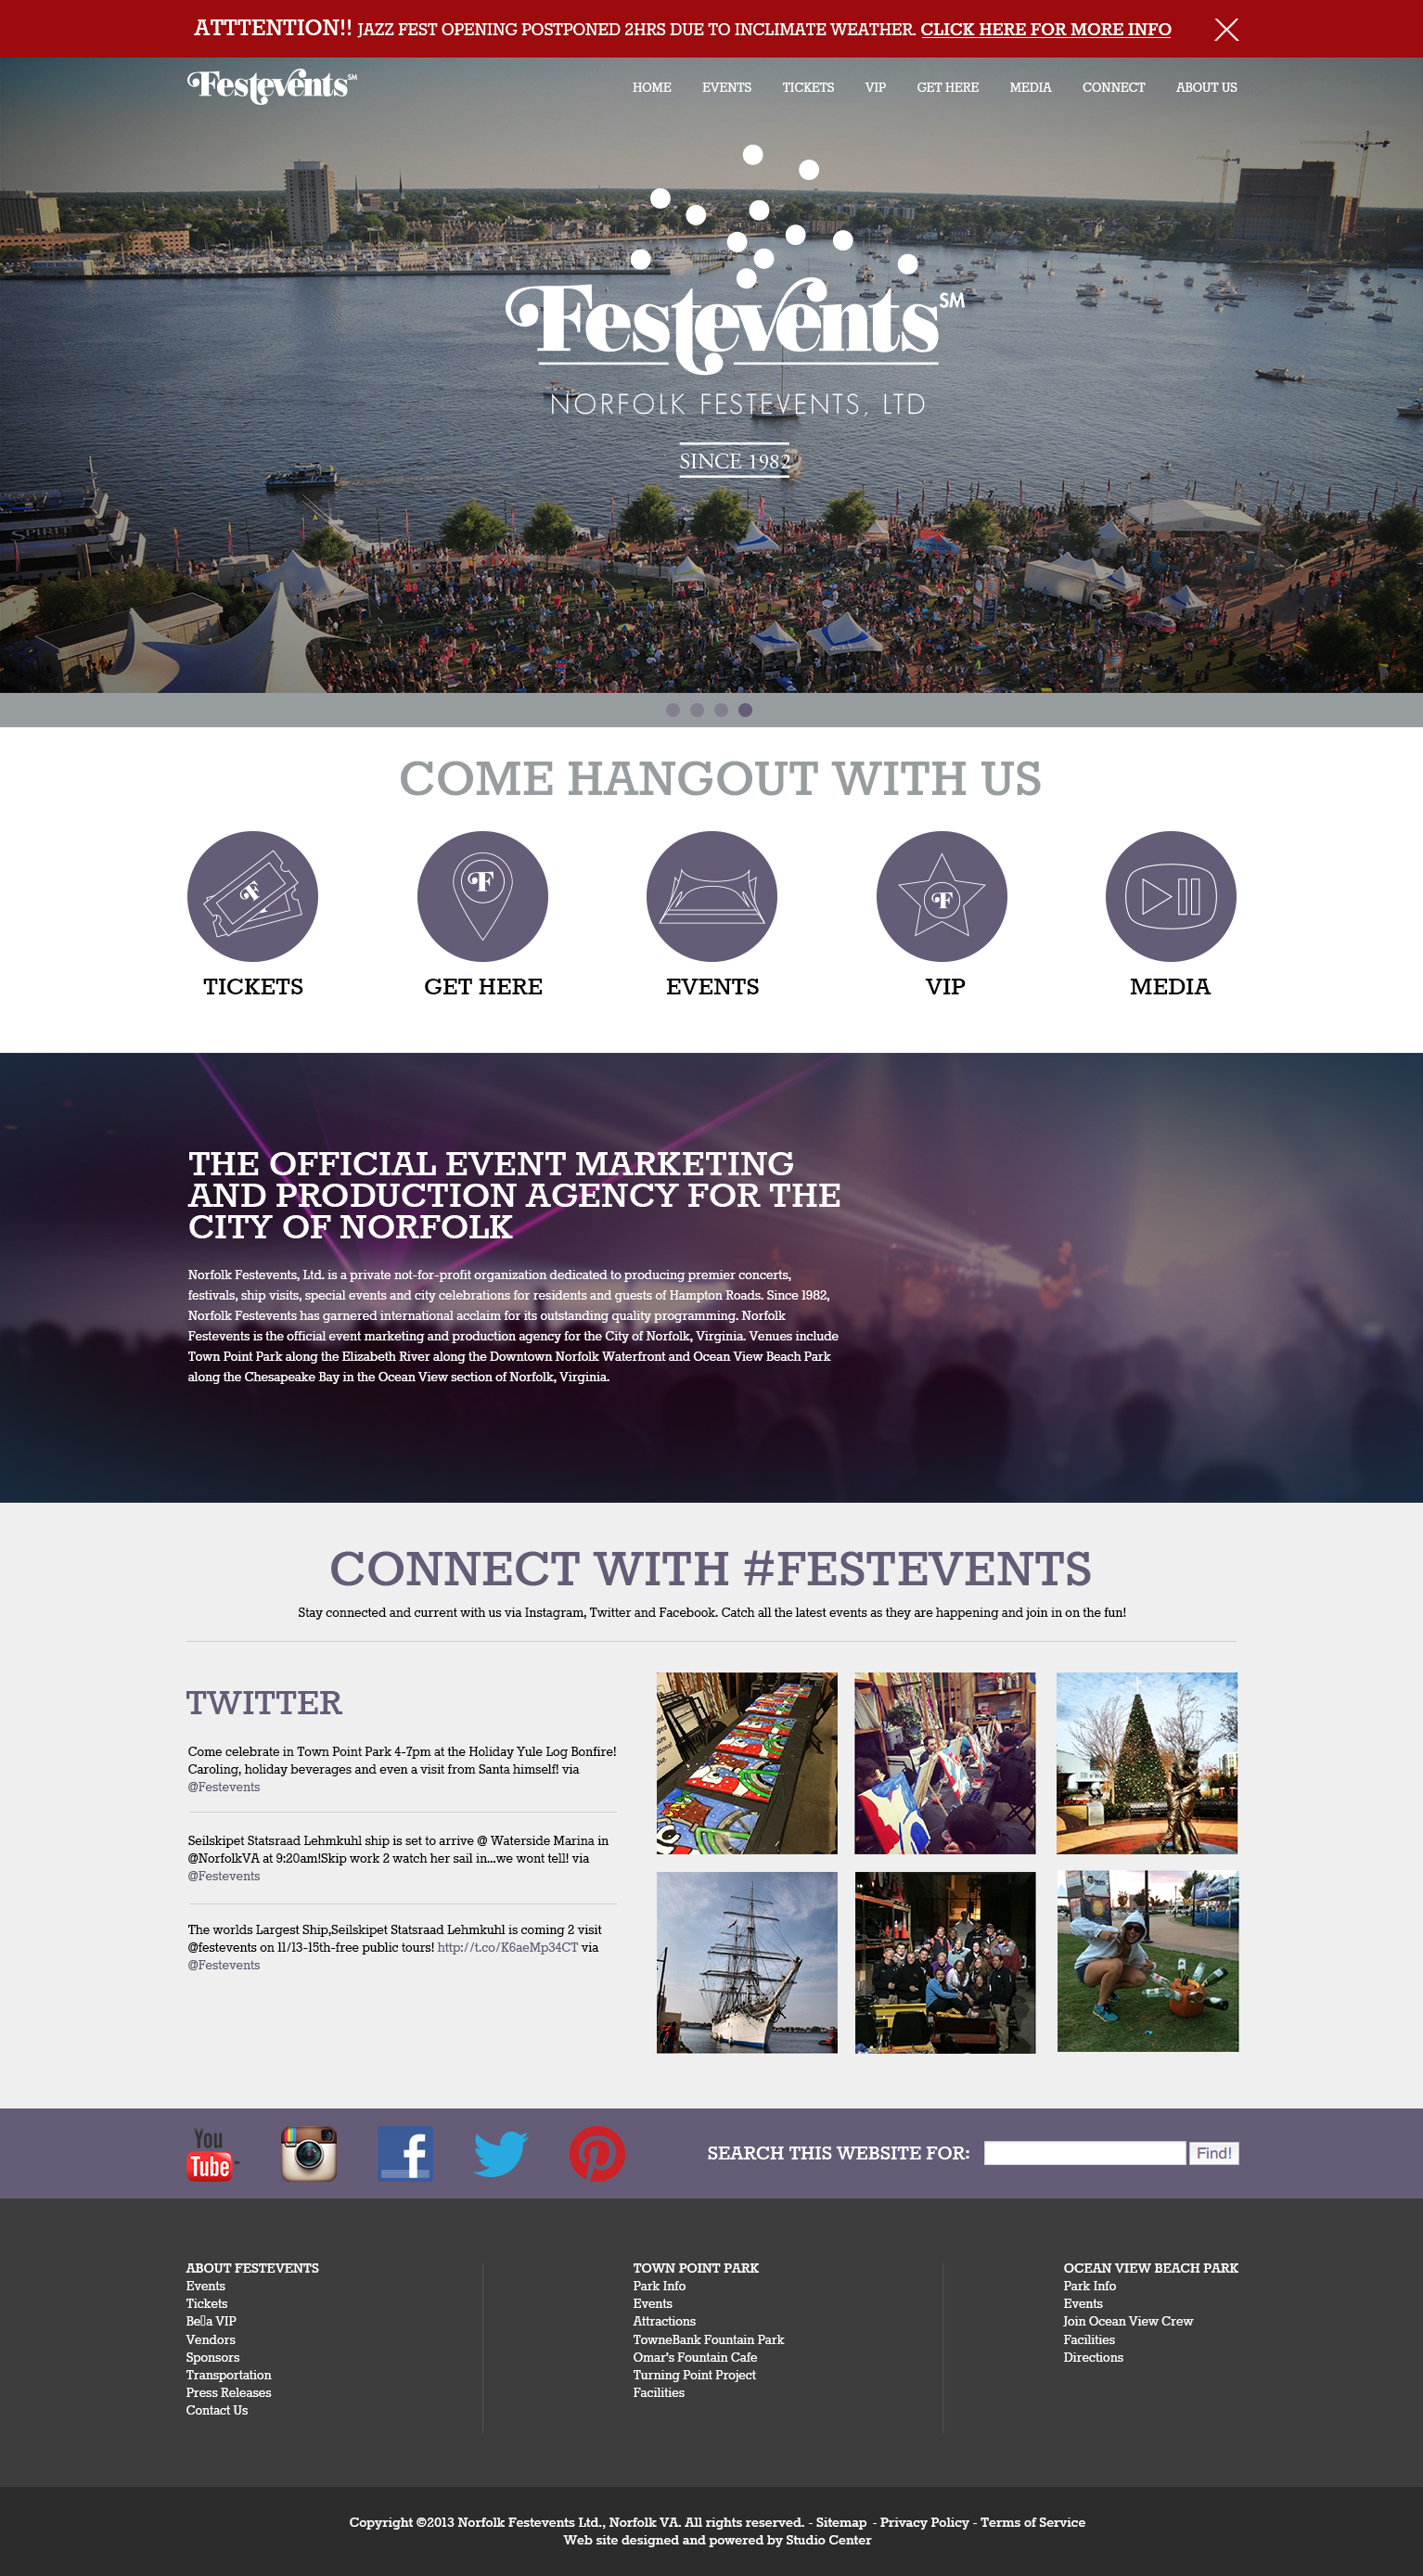 ATTTENTION!! JAZZ FEST OPENING POSTPONED 2HRS DUE TO INCLIMATE WEATHER. CLICK HERE FOR MORE INFO
Festevents SM
HOME EVENTS TICKETS VIP GET HERE MEDIA CONNECT ABOUT US
Festevents SM
NORFOLK FESTEVENTS, LTD
SINCE 1982
SPIRIT
COME HANGOUT WITH US
F F F
TICKETS GET HERE EVENTS VIP MEDIA
THE OFFICIAL EVENT MARKETING
AND PRODUCTION AGENCY FOR THE
CITY OF NORFOLK
Norfolk Festevents, Ltd. is a private not-for-profit organization dedicated to producing premier concerts,
festivals, ship visits, special events and city celebrations for residents and guests of Hampton Roads. Since 1982,
Norfolk Festevents has garnered international acclaim for its outstanding quality programming. Norfolk
Festevents is the official event marketing and production agency for the City of Norfolk, Virginia. Venues include
Town Point Park along the Elizabeth River along the Downtown Norfolk Waterfront and Ocean View Beach Park
along the Chesapeake Bay in the Ocean View section of Norfolk, Virginia.
CONNECT WITH #FESTEVENTS
Stay connected and current with us via Instagram, Twitter and Facebook. Catch all the latest events as they are happening and join in on the fun!
TWITTER
Come celebrate in Town Point Park 4-7pm at the Holiday Yule Log Bonfire!
Caroling, holiday beverages and even a visit from Santa himself! via
@Festevents
Seilskipet Statsraad Lehmkuhl ship is set to arrive @ Waterside Marina in
@NorfolkVA at 9:20am!Skip work 2 watch her sail in...we wont tell! via
@Festevents
The worlds Largest Ship,Seilskipet Statsraad Lehmkuhl is coming 2 visit
@festevents on 11/13-15th-free public tours! http://t.co/K6aeMp34CT via
@Festevents
You
Tube
SEARCH THIS WEBSITE FOR: Find!
ABOUT FESTEVENTS
Events
Tickets
Be▯a VIP
Vendors
Sponsors
Transportation
Press Releases
Contact Us
TOWN POINT PARK
Park Info
Events
Attractions
TowneBank Fountain Park
Omar's Fountain Cafe
Turning Point Project
Facilities
OCEAN VIEW BEACH PARK
Park Info
Events
Join Ocean View Crew
Facilities
Directions
Copyright ©2013 Norfolk Festevents Ltd., Norfolk VA. All rights reserved. - Sitemap - Privacy Policy - Terms of Service
Web site designed and powered by Studio Center